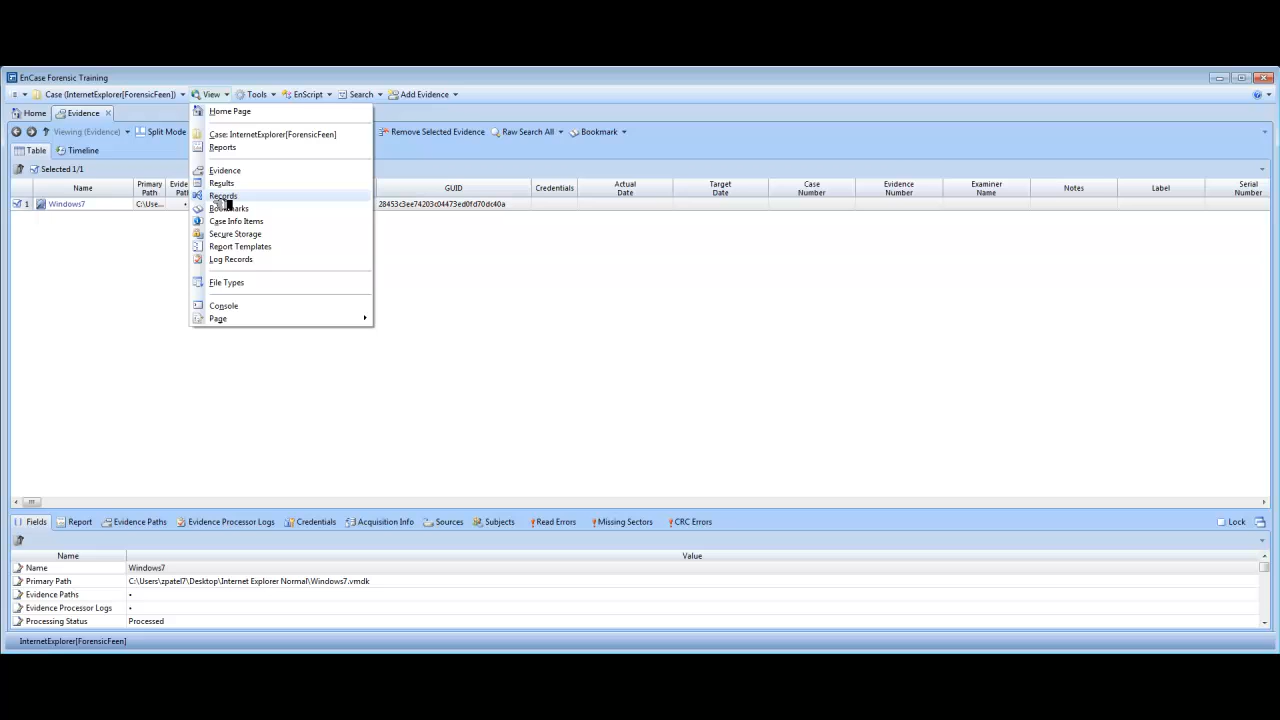 EnCase Forensic Training
Case (InternetExplorer[ForensicFeen]) View Tools EnScript Search Add Evidence
Home Evidence
Viewing (Evidence) Split Mode Remove Selected Evidence Raw Search All Bookmark
Table Timeline
Selected 1/1
Name Primary Path GUID Credentials Actual Date Target Date Case Number Evidence Number Examiner Name Notes Label Serial Number
1 Windows7 C:\Use... • 28453c3ee74203c04473ed0fd70dc40a
Home Page
Case: InternetExplorer[ForensicFeen]
Reports
Evidence
Results
Records
Bookmarks
Case Info Items
Secure Storage
Report Templates
Log Records
File Types
Console
Page
Fields Report Evidence Paths Evidence Processor Logs Credentials Acquisition Info Sources Subjects Read Errors Missing Sectors CRC Errors Lock
Name Value
Name Windows7
Primary Path C:\Users\zpatel7\Desktop\Internet Explorer Normal\Windows7.vmdk
Evidence Paths •
Evidence Processor Logs •
Processing Status Processed
InternetExplorer[ForensicFeen]